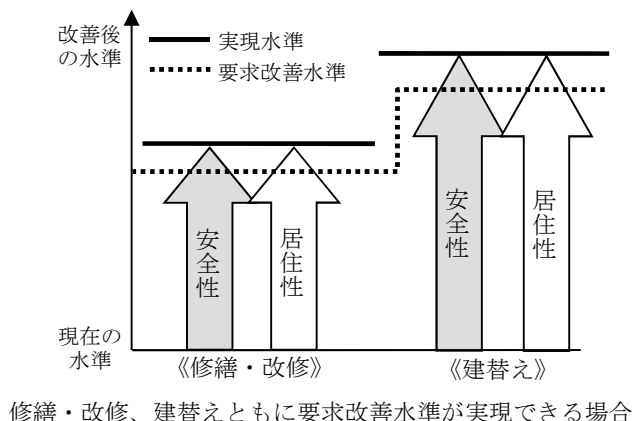 改善後
の水準
実現水準
要求改善水準
安全性
居住性
安全性
居住性
現在の
水準
《修繕・改修》
《建替え》
修繕・改修、建替えともに要求改善水準が実現できる場合